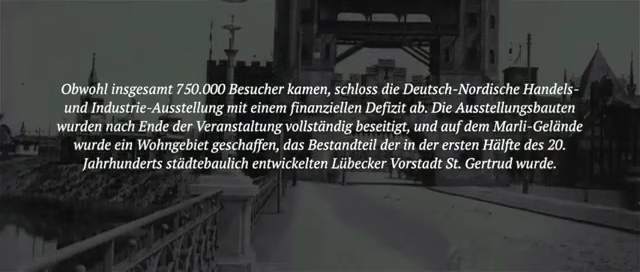 Obwohl insgesamt 750.000 Besucher kamen, schloss die Deutsch-Nordische Handels-
und Industrie-Ausstellung mit einem finanziellen Defizit ab. Die Ausstellungsbauten
wurden nach Ende der Veranstaltung vollständig beseitigt, und auf dem Marli-Gelände
wurde ein Wohngebiet geschaffen, das Bestandteil der in der ersten Hälfte des 20.
Jahrhunderts städtebaulich entwickelten Lübecker Vorstadt St. Gertrud wurde.